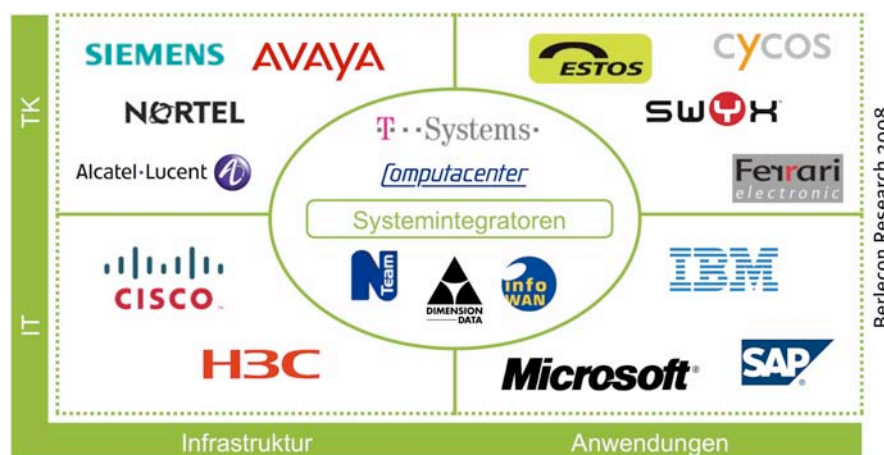 TK
SIEMENS
AVAYA
NORTEL
Alcatel·Lucent
ESTOS
cycos
SWYX
Ferrari
electronic
T··Systems·
Computacenter
Systemintegratoren
N Team
DIMENSION
DATA
info
WAN
IT
CISCO
H3C
IBM
Microsoft®
SAP
Infrastruktur
Anwendungen
Berlecon Research 2008